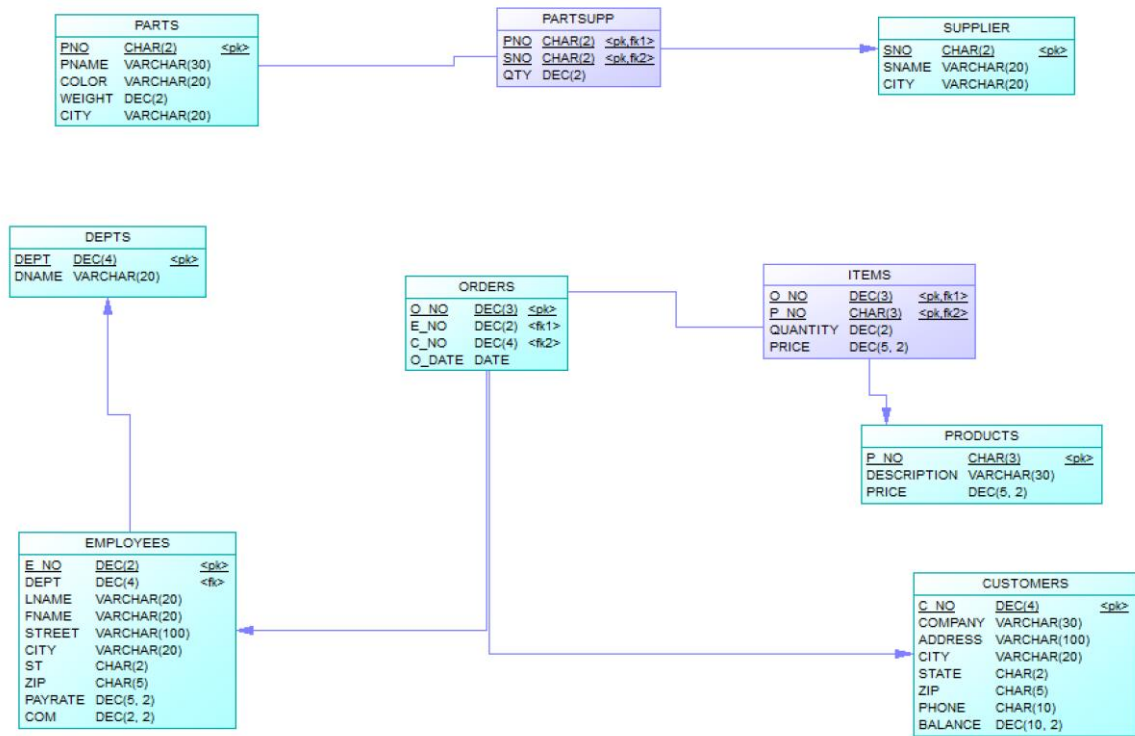 PARTS
PNO CHAR(2) <pk>
PNAME VARCHAR(30)
COLOR VARCHAR(20)
WEIGHT DEC(2)
CITY VARCHAR(20)
PARTSUPP
PNO CHAR(2) <pk,fk1>
SNO CHAR(2) <pk,fk2>
QTY DEC(2)
SUPPLIER
SNO CHAR(2) <pk>
SNAME VARCHAR(20)
CITY VARCHAR(20)
DEPTS
DEPT DEC(4) <pk>
DNAME VARCHAR(20)
ORDERS
O_NO DEC(3) <pk>
E_NO DEC(2) <fk1>
C_NO DEC(4) <fk2>
O_DATE DATE
ITEMS
O_NO DEC(3) <pk,fk1>
P_NO CHAR(3) <pk,fk2>
QUANTITY DEC(2)
PRICE DEC(5, 2)
PRODUCTS
P_NO CHAR(3) <pk>
DESCRIPTION VARCHAR(30)
PRICE DEC(5, 2)
EMPLOYEES
E_NO DEC(2) <pk>
DEPT DEC(4) <fk>
LNAME VARCHAR(20)
FNAME VARCHAR(20)
STREET VARCHAR(100)
CITY VARCHAR(20)
ST CHAR(2)
ZIP CHAR(5)
PAYRATE DEC(5, 2)
COM DEC(2, 2)
CUSTOMERS
C_NO DEC(4) <pk>
COMPANY VARCHAR(30)
ADDRESS VARCHAR(100)
CITY VARCHAR(20)
STATE CHAR(2)
ZIP CHAR(5)
PHONE CHAR(10)
BALANCE DEC(10, 2)